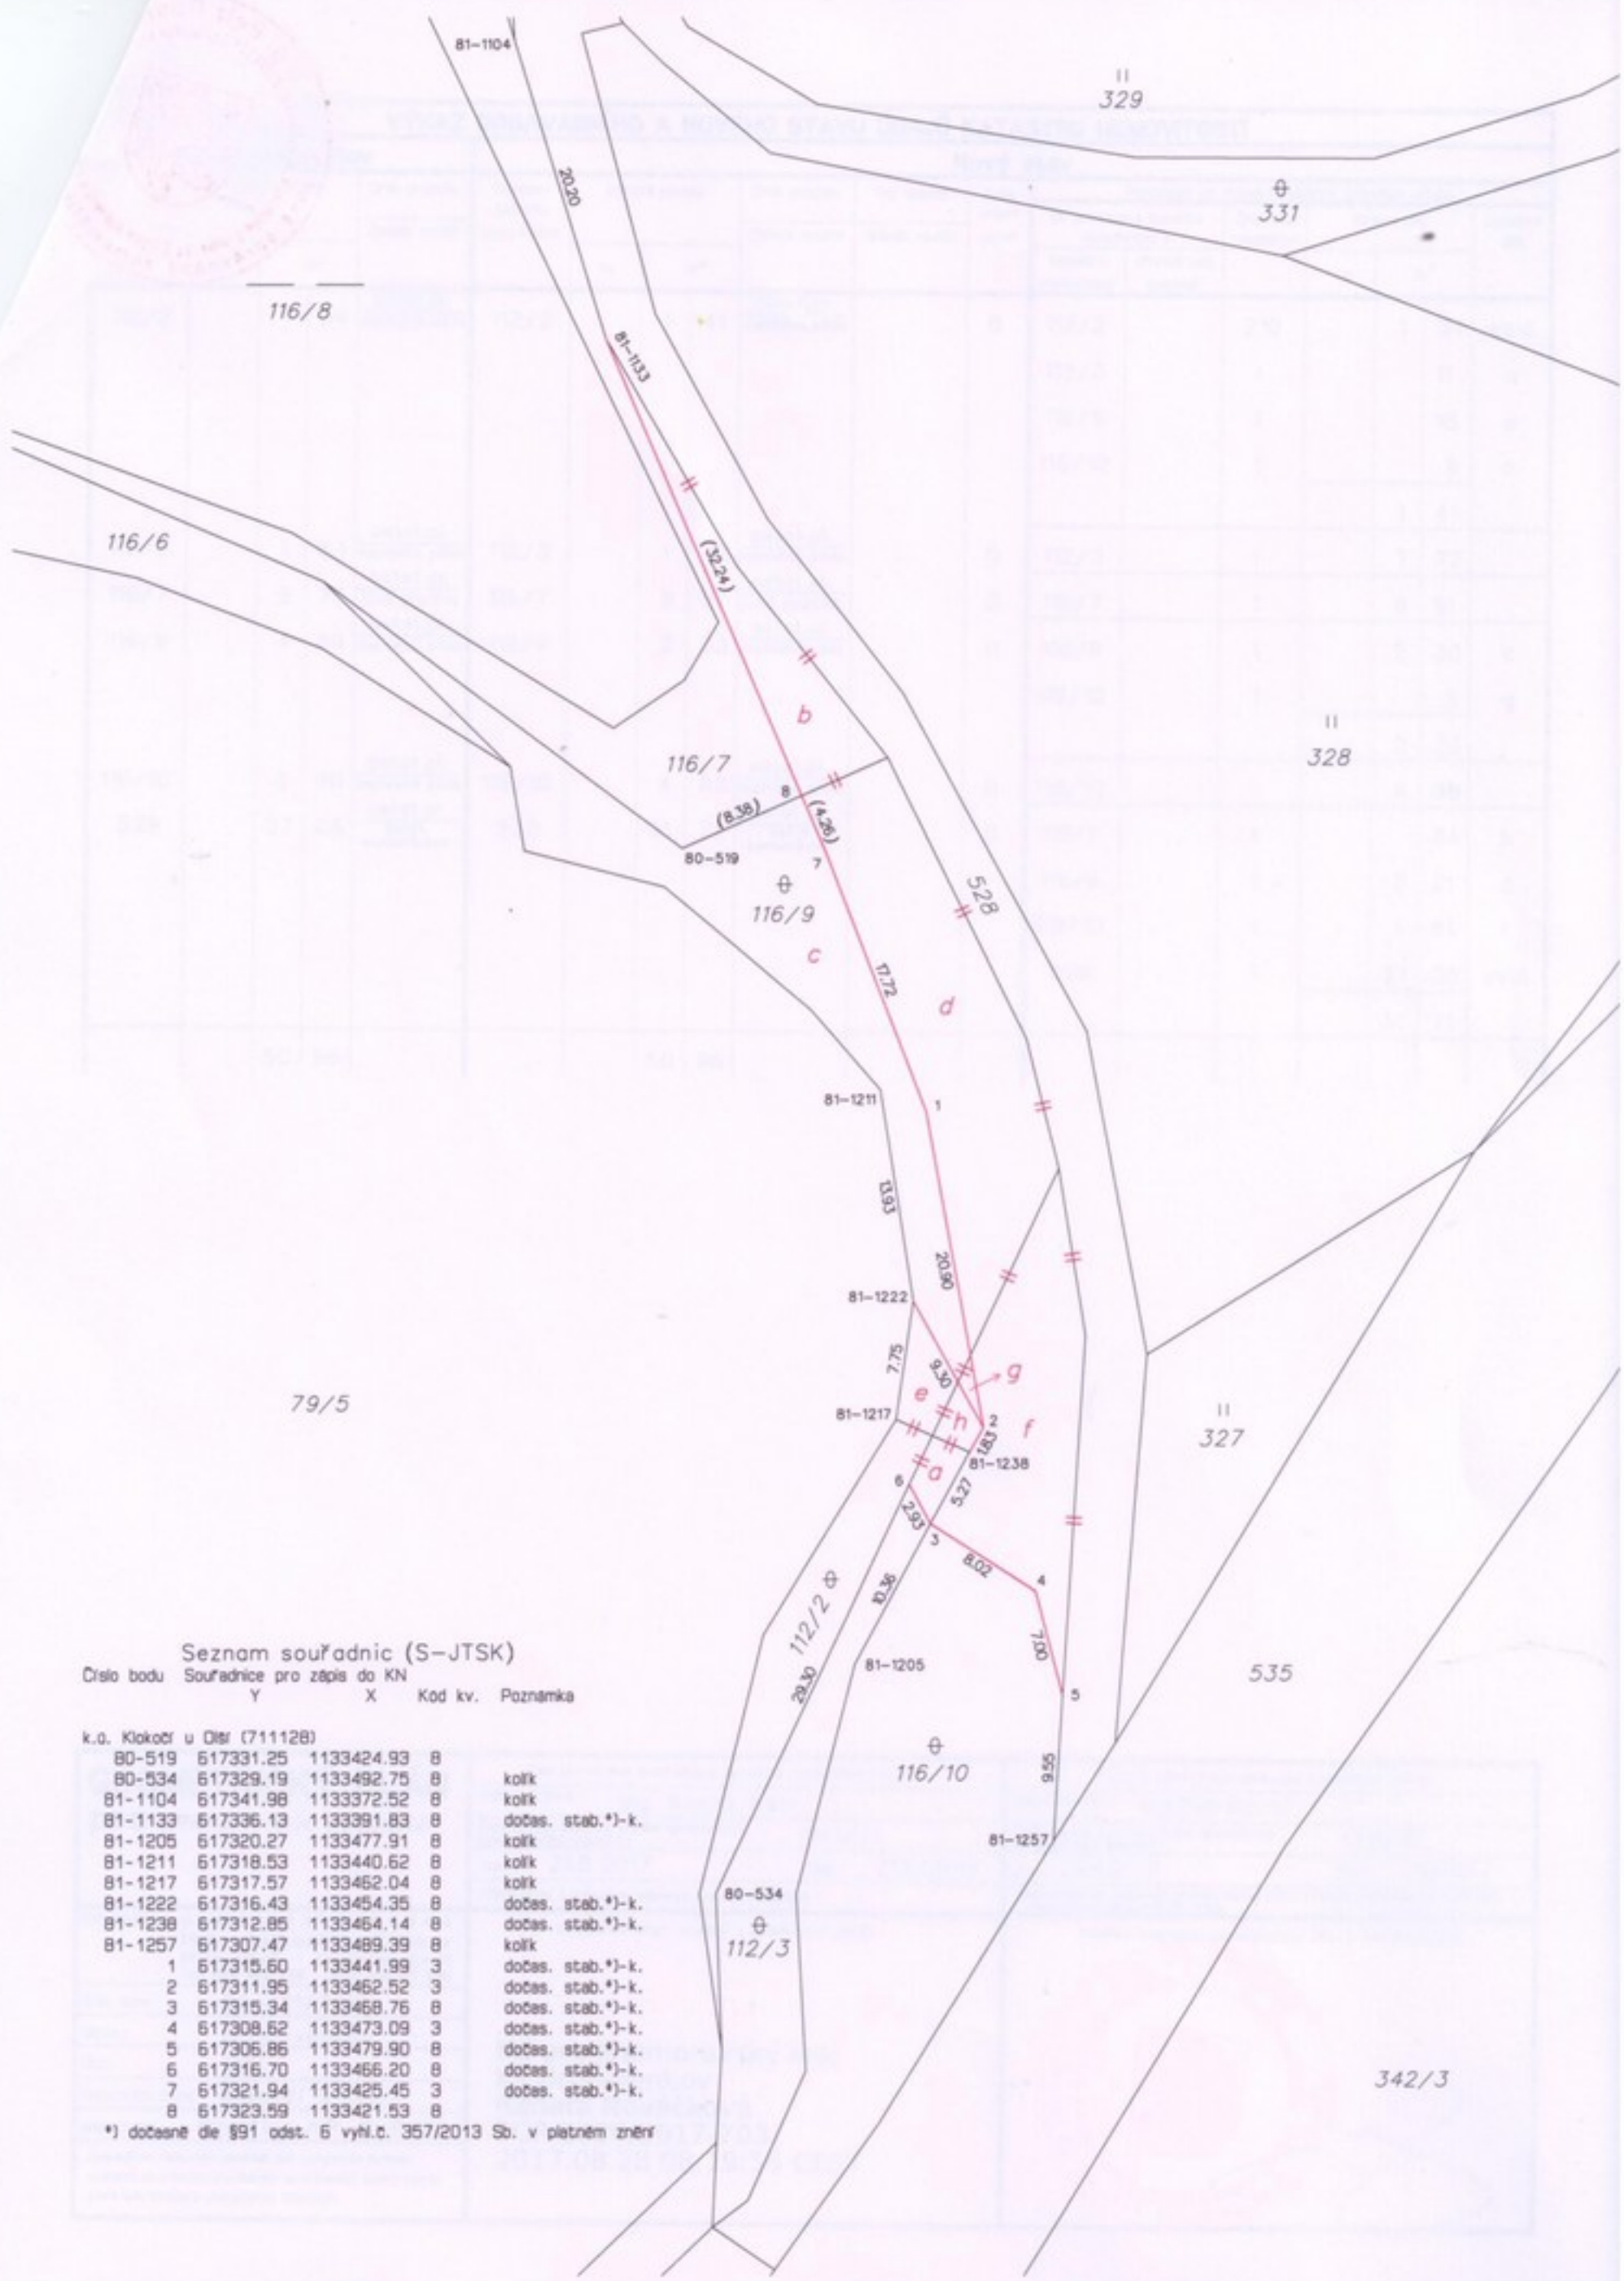 81-1104
329
331
20.20
116/8
81-1133
116/6
(32.24)
b
116/7
328
8
(8.38)
(4.26)
80-519
7
528
116/9
c
17.72
d
81-1211
1
13.93
20.90
81-1222
7.75
9.30
g
79/5
e
81-1217
h
2
f
327
1.83
81-1238
a
6
5.27
2.93
3
8.02
4
10.36
112/2
7.00
81-1205
535
29.30
5
116/10
9.55
81-1257
80-534
112/3
342/3
Seznam souřadnic (S-JTSK)
Číslo bodu Souřadnice pro zápis do KN
Y X Kód kv. Poznámka
k.ú. Klokočí u Olší (711128)
80-519 617331.25 1133424.93 8
80-534 617329.19 1133492.75 8 kolík
81-1104 617341.98 1133372.52 8 kolík
81-1133 617336.13 1133391.83 8 dočas. stab.*)-k.
81-1205 617320.27 1133477.91 8 kolík
81-1211 617318.53 1133440.62 8 kolík
81-1217 617317.57 1133462.04 8 kolík
81-1222 617316.43 1133454.35 8 dočas. stab.*)-k.
81-1238 617312.85 1133464.14 8 dočas. stab.*)-k.
81-1257 617307.47 1133489.39 8 kolík
1 617315.60 1133441.99 3 dočas. stab.*)-k.
2 617311.95 1133462.52 3 dočas. stab.*)-k.
3 617315.34 1133468.76 8 dočas. stab.*)-k.
4 617308.62 1133473.09 3 dočas. stab.*)-k.
5 617306.86 1133479.90 8 dočas. stab.*)-k.
6 617316.70 1133466.20 8 dočas. stab.*)-k.
7 617321.94 1133425.45 3 dočas. stab.*)-k.
8 617323.59 1133421.53 8
*) dočasně dle §91 odst. 6 vyhl.č. 357/2013 Sb. v platném znění